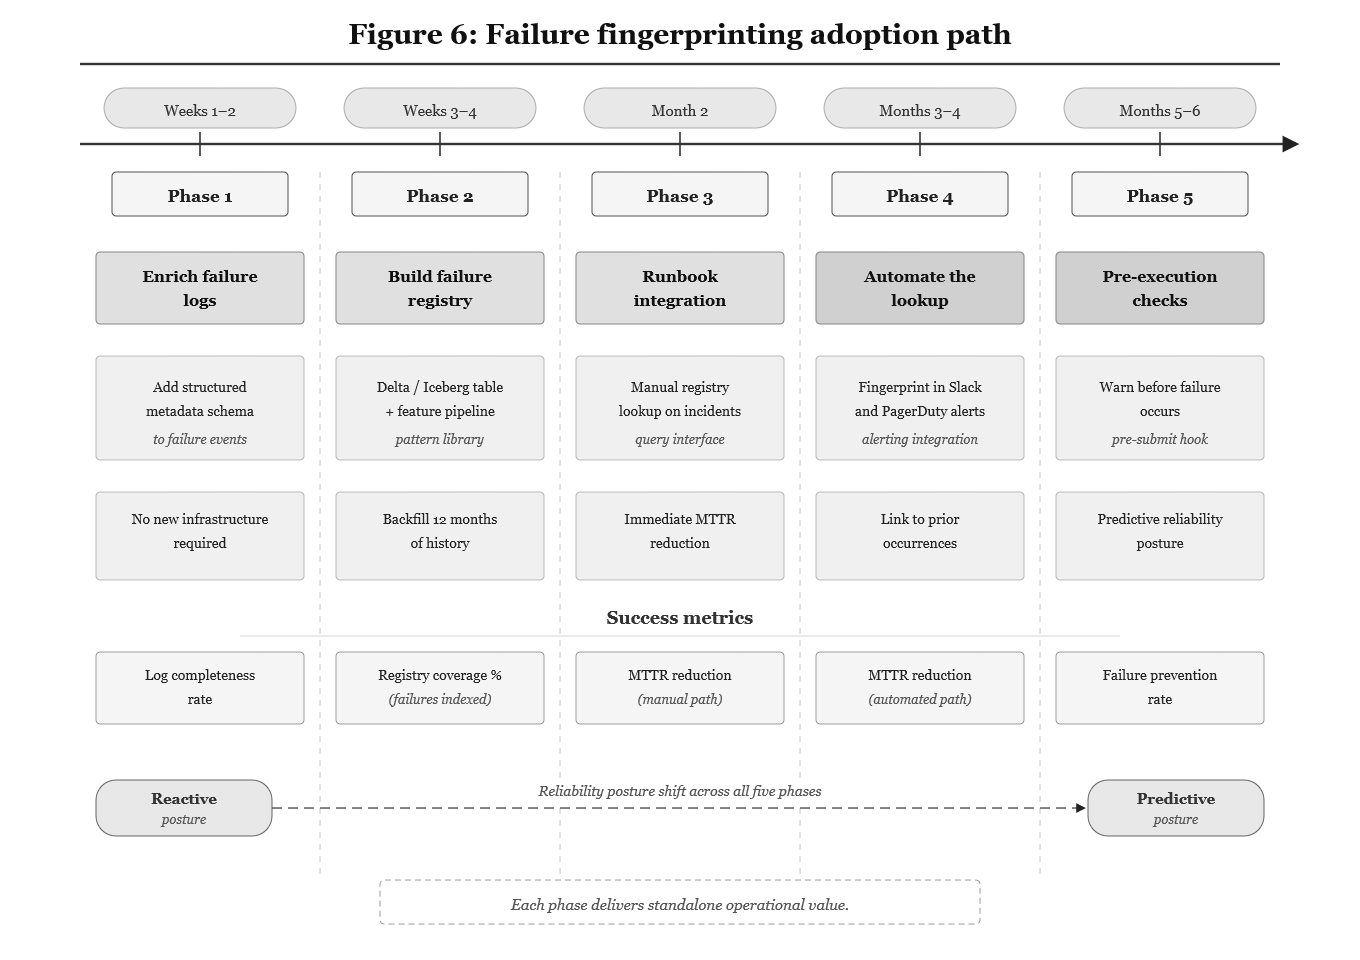 Figure 6: Failure fingerprinting adoption path
Weeks 1–2
Weeks 3–4
Month 2
Months 3–4
Months 5–6
Phase 1
Phase 2
Phase 3
Phase 4
Phase 5
Enrich failure
logs
Build failure
registry
Runbook
integration
Automate the
lookup
Pre-execution
checks
Add structured
metadata schema
to failure events
Delta / Iceberg table
+ feature pipeline
pattern library
Manual registry
lookup on incidents
query interface
Fingerprint in Slack
and PagerDuty alerts
alerting integration
Warn before failure
occurs
pre-submit hook
No new infrastructure
required
Backfill 12 months
of history
Immediate MTTR
reduction
Link to prior
occurrences
Predictive reliability
posture
Success metrics
Log completeness
rate
Registry coverage %
(failures indexed)
MTTR reduction
(manual path)
MTTR reduction
(automated path)
Failure prevention
rate
Reactive
posture
Reliability posture shift across all five phases
Predictive
posture
Each phase delivers standalone operational value.